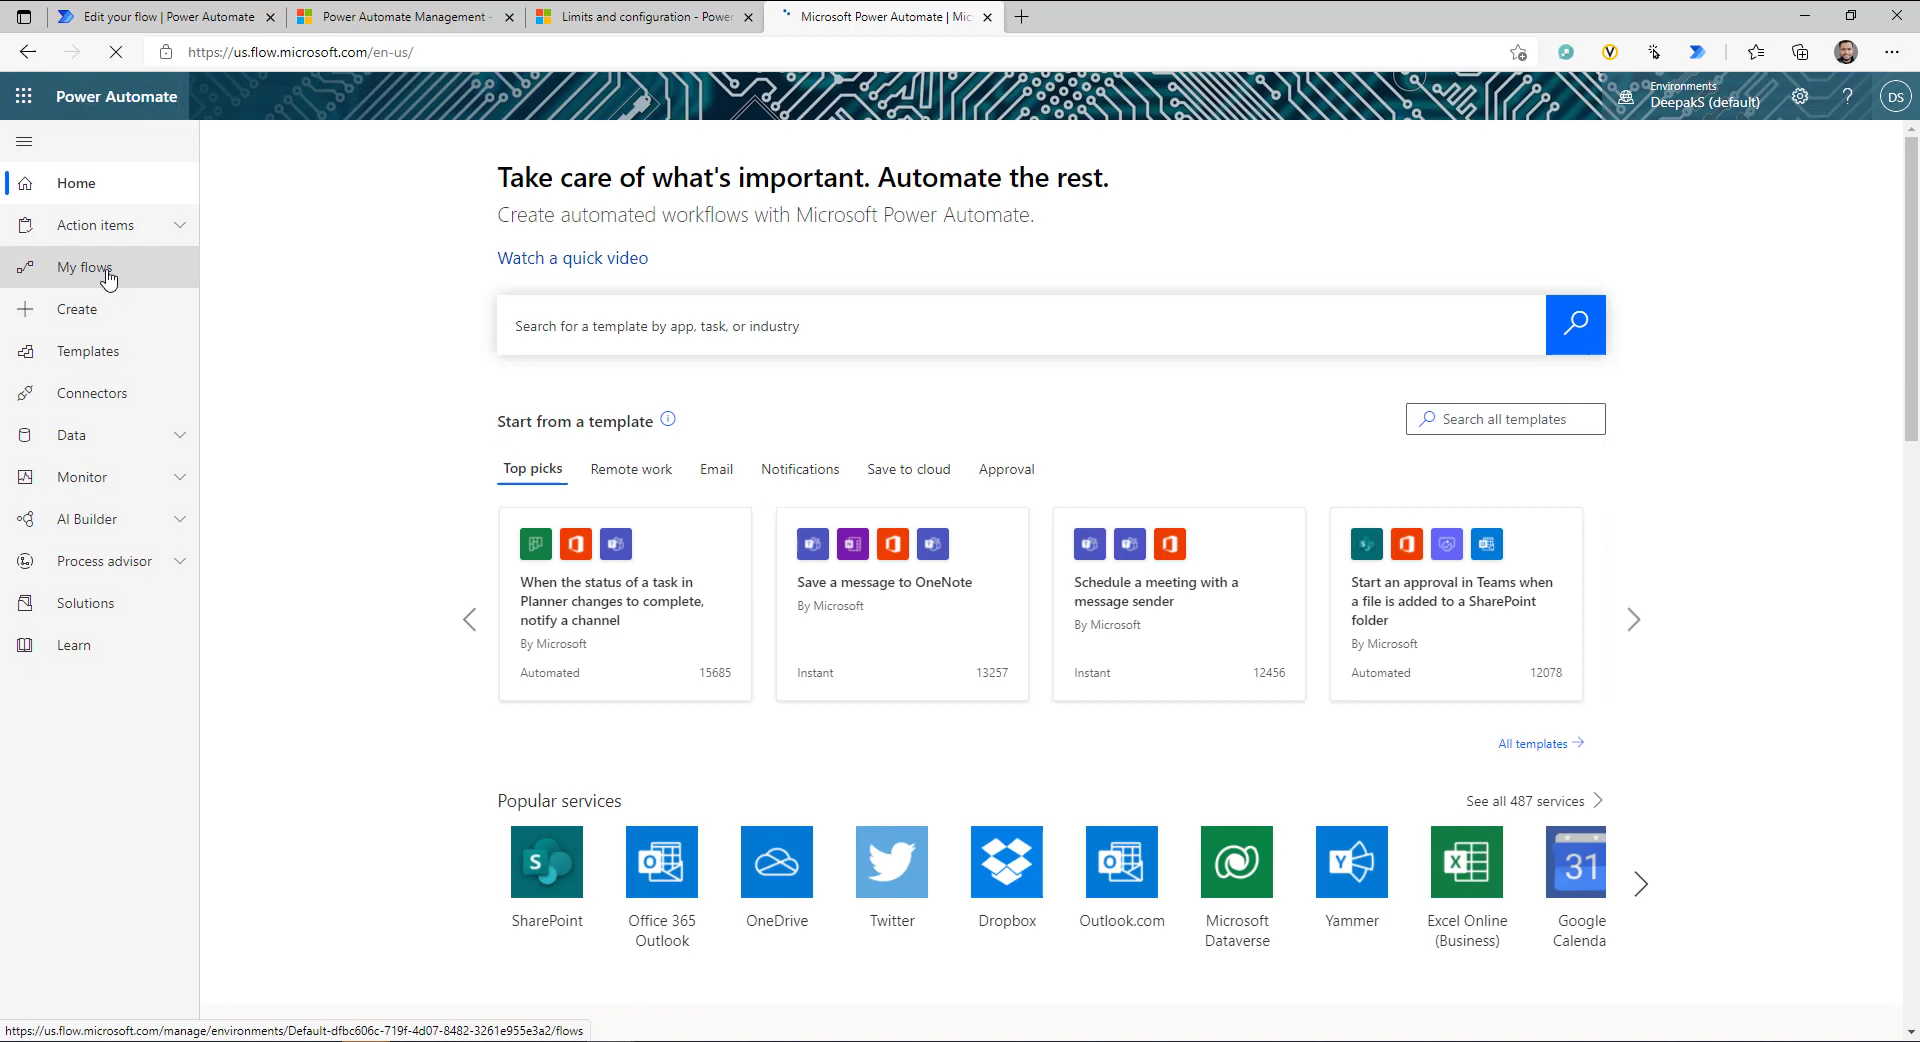 Edit your flow | Power Automate
Power Automate Management -
Limits and configuration - Power
Microsoft Power Automate | Mic
https://us.flow.microsoft.com/en-us/
Power Automate
Environments
DeepakS (default)
?
DS
Home
Action items
My flows
Create
Templates
Connectors
Data
Monitor
AI Builder
Process advisor
Solutions
Learn
Take care of what's important. Automate the rest.
Create automated workflows with Microsoft Power Automate.
Watch a quick video
Search for a template by app, task, or industry
Start from a template
Search all templates
Top picks
Remote work
Email
Notifications
Save to cloud
Approval
When the status of a task in
Planner changes to complete,
notify a channel
By Microsoft
Automated 15685
Save a message to OneNote
By Microsoft
Instant 13257
Schedule a meeting with a
message sender
By Microsoft
Instant 12456
Start an approval in Teams when
a file is added to a SharePoint
folder
By Microsoft
Automated 12078
All templates
Popular services
See all 487 services
SharePoint
Office 365
Outlook
OneDrive
Twitter
Dropbox
Outlook.com
Microsoft
Dataverse
Yammer
Excel Online
(Business)
31
Google
Calenda
https://us.flow.microsoft.com/manage/environments/Default-dfbc606c-719f-4d07-8482-3261e955e3a2/flows